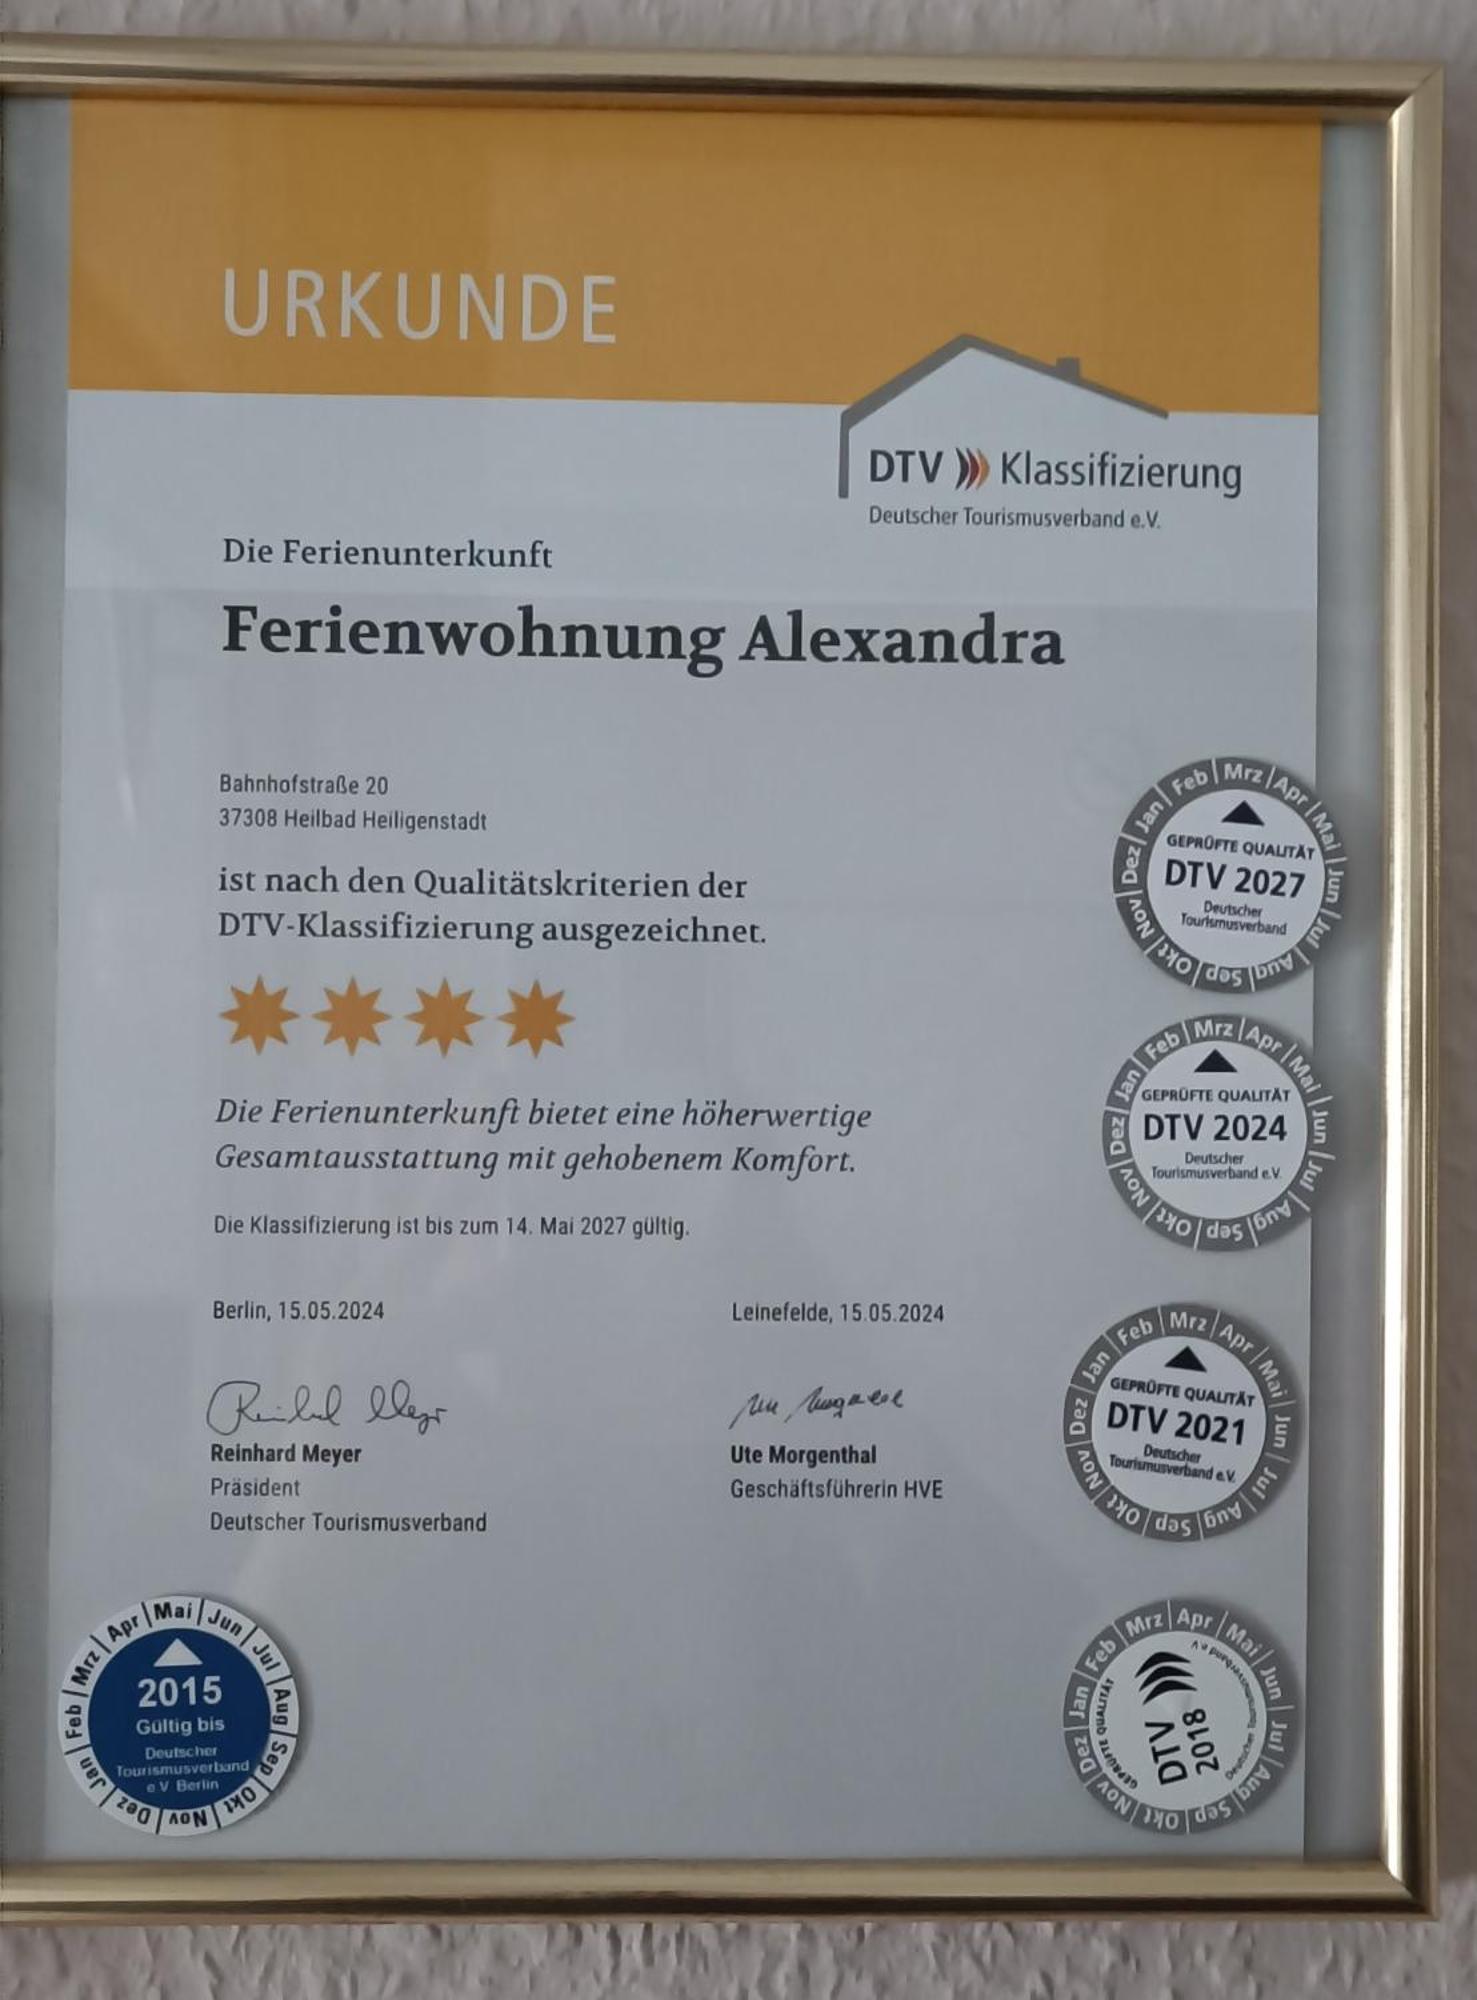 URKUNDE
DTV Klassifizierung
Deutscher Tourismusverband e.V.
Die Ferienunterkunft
Ferienwohnung Alexandra
Bahnhofstraße 20
37308 Heilbad Heiligenstadt
ist nach den Qualitätskriterien der
DTV-Klassifizierung ausgezeichnet.
Die Ferienunterkunft bietet eine höherwertige
Gesamtausstattung mit gehobenem Komfort.
Die Klassifizierung ist bis zum 14. Mai 2027 gültig.
Berlin, 15.05.2024
Reinhard Meyer
Präsident
Deutscher Tourismusverband
Leinefelde, 15.05.2024
Ute Morgenthal
Geschäftsführerin HVE
Jan Feb Mrz Apr Mai Jun Jul Aug Sep Okt Nov Dez
GEPRÜFTE QUALITÄT
DTV 2027
Deutscher
Tourismusverband
Jan Feb Mrz Apr Mai Jun Jul Aug Sep Okt Nov Dez
GEPRÜFTE QUALITÄT
DTV 2024
Deutscher
Tourismusverband e.V.
Jan Feb Mrz Apr Mai Jun Jul Aug Sep Okt Nov Dez
GEPRÜFTE QUALITÄT
DTV 2021
Deutscher
Tourismusverband e.V.
Jan Feb Mrz Apr Mai Jun Jul Aug Sep Okt Nov Dez
GEPRÜFTE QUALITÄT
DTV
2018
Deutscher Tourismusverband e.V.
Jan Feb Mrz Apr Mai Jun Jul Aug Sep Okt Nov Dez
2015
Gültig bis
Deutscher
Tourismusverband
e V Berlin